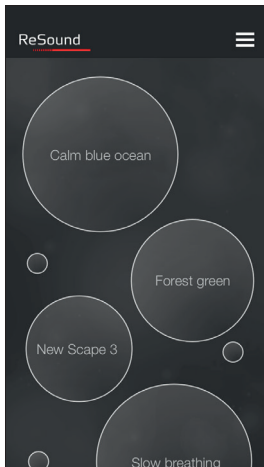 ReSound
Calm blue ocean
Forest green
New Scape 3
Slow breathing